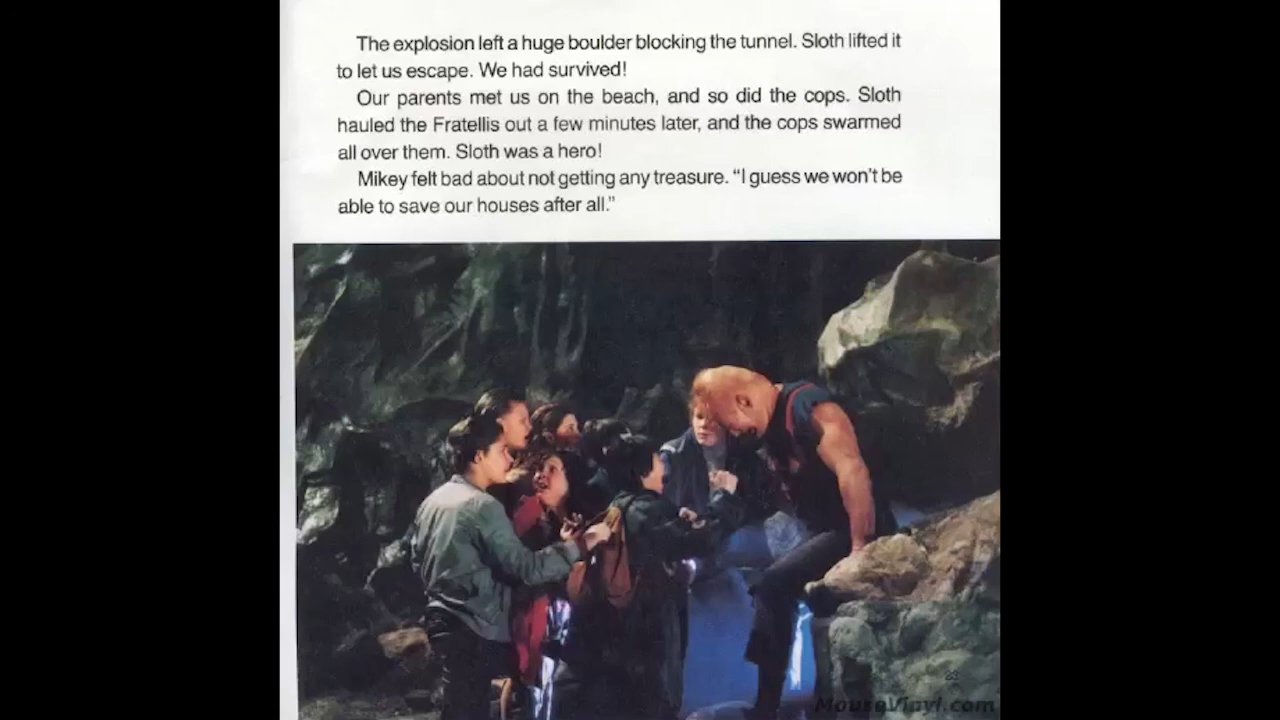 The explosion left a huge boulder blocking the tunnel. Sloth lifted it
to let us escape. We had survived!
Our parents met us on the beach, and so did the cops. Sloth
hauled the Fratellis out a few minutes later, and the cops swarmed
all over them. Sloth was a hero!
Mikey felt bad about not getting any treasure. “I guess we won’t be
able to save our houses after all.”
MouseVinyl.com